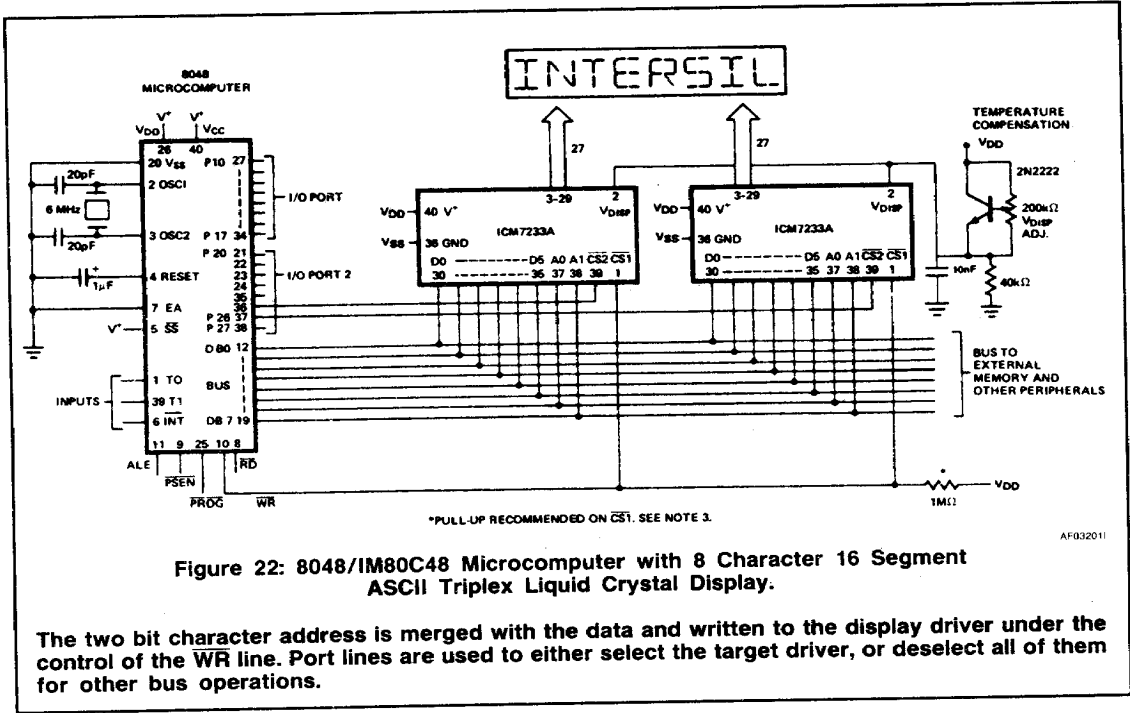 8048
MICROCOMPUTER
V+ V+
VDD VCC
26 40
20 VSS P10 27
2 OSC1
20pF
6 MHz
3 OSC2 P 17 34
20pF
I/O PORT
P 20 21
22
23
24
25
36
I/O PORT 2
4 RESET
1µF
7 EA P 26 37
V+ 5 SS P 27 38
DB0 12
1 TO
INPUTS 39 T1 BUS
6 INT DB 7 19
11 9 25 10 8
ALE PSEN PROG WR RD
INTERSIL
27 27
3-29 2
VDD 40 V+ VDISP
ICM7233A
VSS 36 GND
D0 D5 A0 A1 CS2 CS1
30 35 37 38 39 1
3-29 2
VDD 40 V+ VDISP
ICM7233A
VSS 36 GND
D0 D5 A0 A1 CS2 CS1
30 35 37 38 39 1
TEMPERATURE
COMPENSATION
VDD
2N2222
200kΩ
VDISP
ADJ.
10nF
40kΩ
BUS TO
EXTERNAL
MEMORY AND
OTHER PERIPHERALS
*
1MΩ
VDD
*PULL-UP RECOMMENDED ON CS1. SEE NOTE 3.
AF03201I
Figure 22: 8048/IM80C48 Microcomputer with 8 Character 16 Segment
ASCII Triplex Liquid Crystal Display.
The two bit character address is merged with the data and written to the display driver under the
control of the WR line. Port lines are used to either select the target driver, or deselect all of them
for other bus operations.